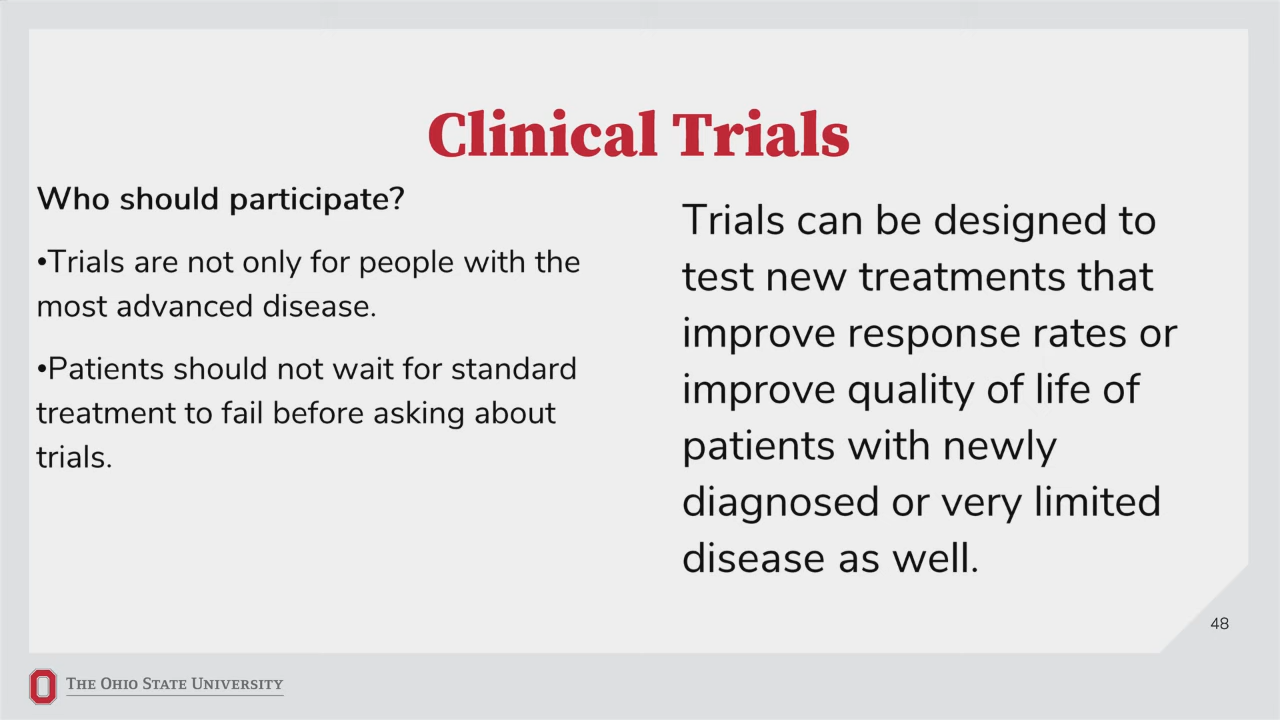 Clinical Trials
Who should participate?
•Trials are not only for people with the
most advanced disease.
•Patients should not wait for standard
treatment to fail before asking about
trials.
Trials can be designed to
test new treatments that
improve response rates or
improve quality of life of
patients with newly
diagnosed or very limited
disease as well.
48
THE OHIO STATE UNIVERSITY